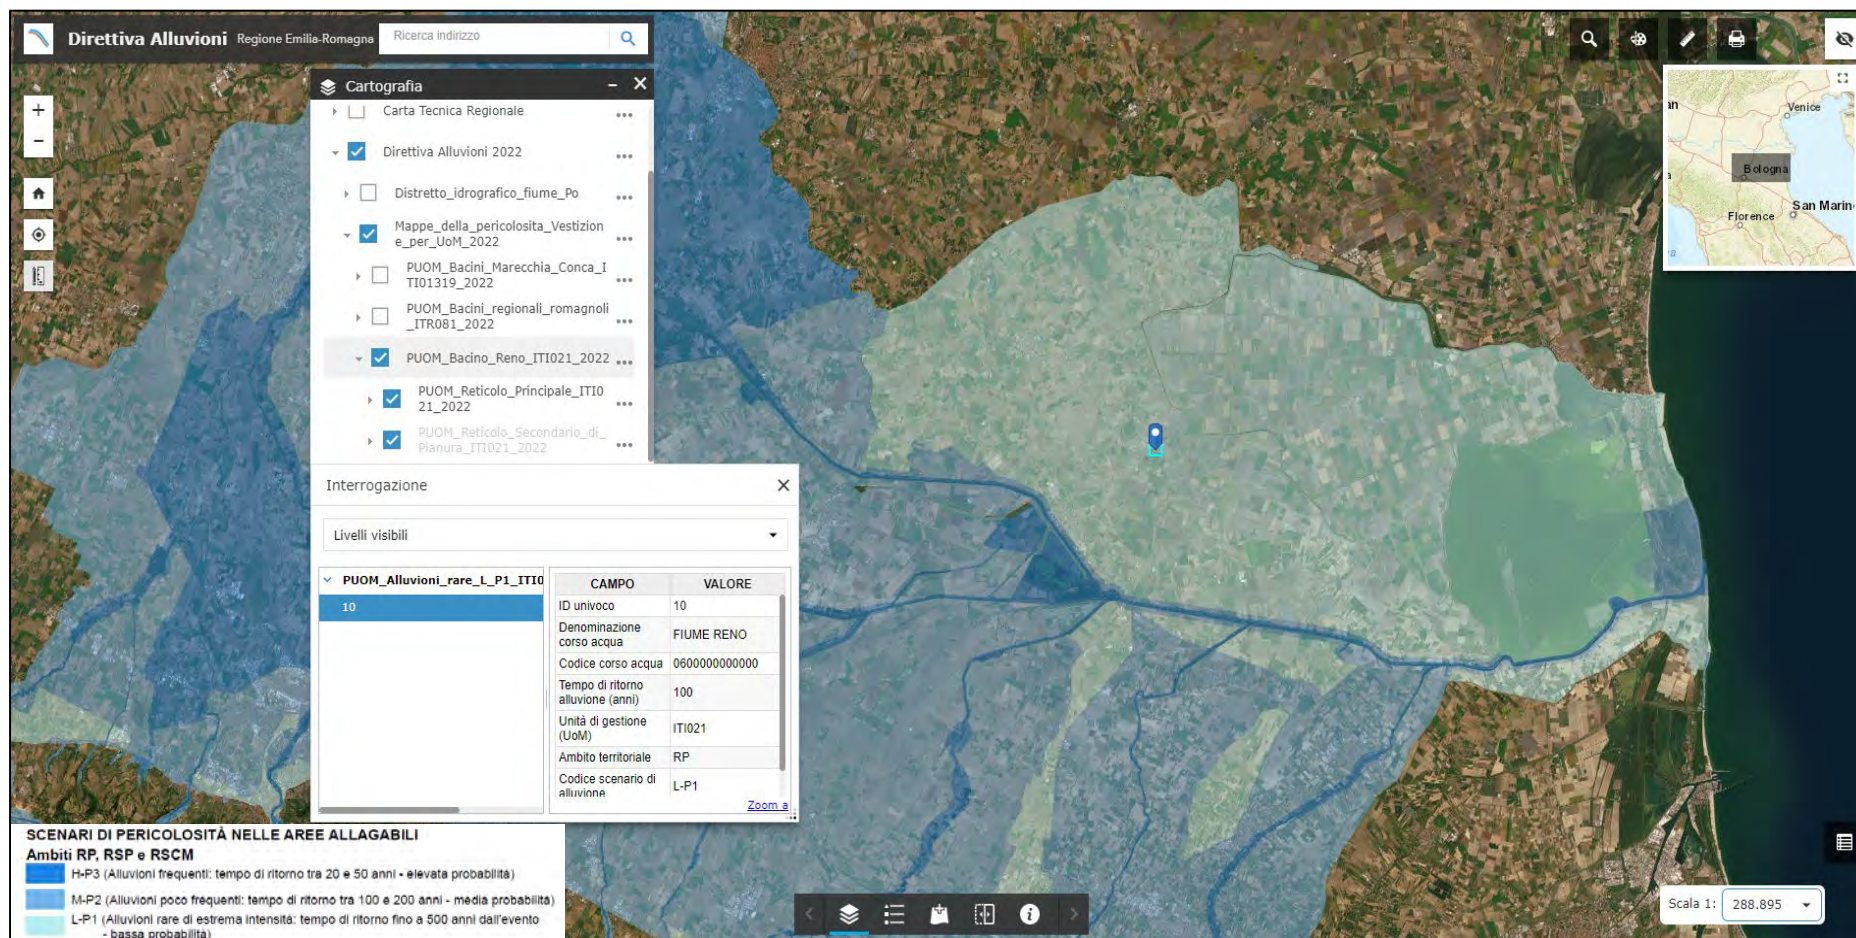 Direttiva Alluvioni Regione Emilia-Romagna
Ricerca indirizzo
Cartografia
Carta Tecnica Regionale
Direttiva Alluvioni 2022
Distretto_idrografico_fiume_Po
Mappe_della_pericolosita_Vestizion
e_per_UoM_2022
PUOM_Bacini_Marecchia_Conca_I
TI01319_2022
PUOM_Bacini_regionali_romagnoli
_ITR081_2022
PUOM_Bacino_Reno_ITI021_2022
PUOM_Reticolo_Principale_ITI0
21_2022
PUOM_Reticolo_Secondario_di_
Pianura_ITI021_2022
Interrogazione
Livelli visibili
PUOM_Alluvioni_rare_L_P1_ITI0
10
CAMPO VALORE
ID univoco 10
Denominazione
corso acqua FIUME RENO
Codice corso acqua 0600000000000
Tempo di ritorno
alluvione (anni) 100
Unità di gestione
(UoM) ITI021
Ambito territoriale RP
Codice scenario di
alluvione L-P1
Zoom a
SCENARI DI PERICOLOSITÀ NELLE AREE ALLAGABILI
Ambiti RP, RSP e RSCM
H-P3 (Alluvioni frequenti: tempo di ritorno tra 20 e 50 anni - elevata probabilità)
M-P2 (Alluvioni poco frequenti: tempo di ritorno tra 100 e 200 anni - media probabilità)
L-P1 (Alluvioni rare di estrema intensità: tempo di ritorno fino a 500 anni dall'evento
- bassa probabilità)
Venice
Bologna
Florence
San Marin
Scala 1: 288.895